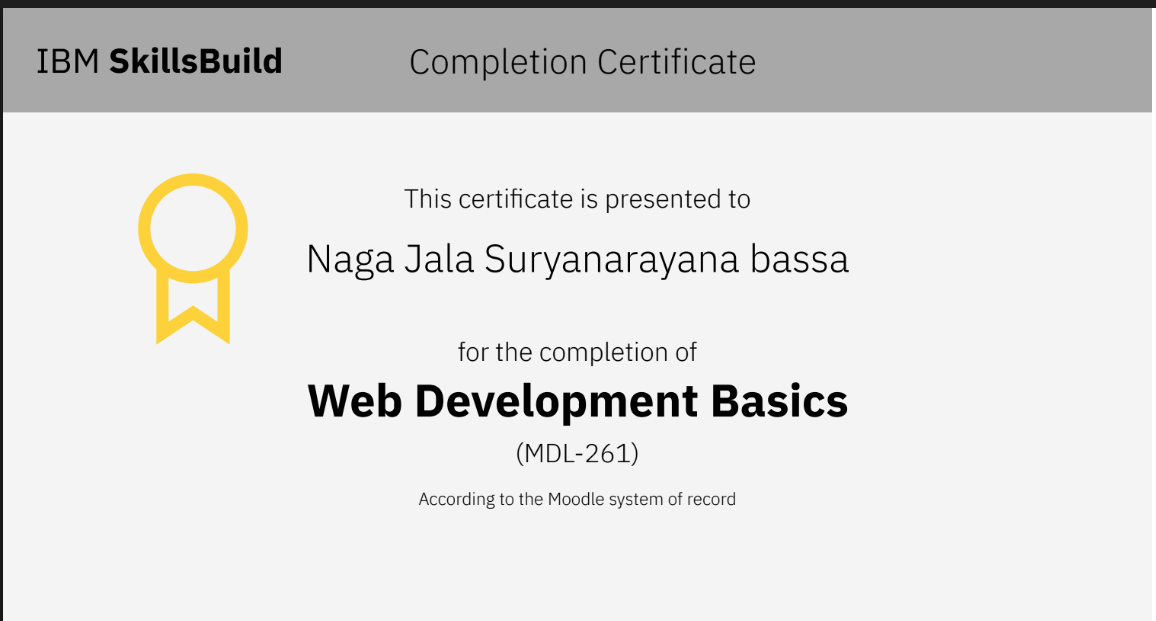 IBM SkillsBuild
Completion Certificate
This certificate is presented to
Naga Jala Suryanarayana bassa
for the completion of
Web Development Basics
(MDL-261)
According to the Moodle system of record